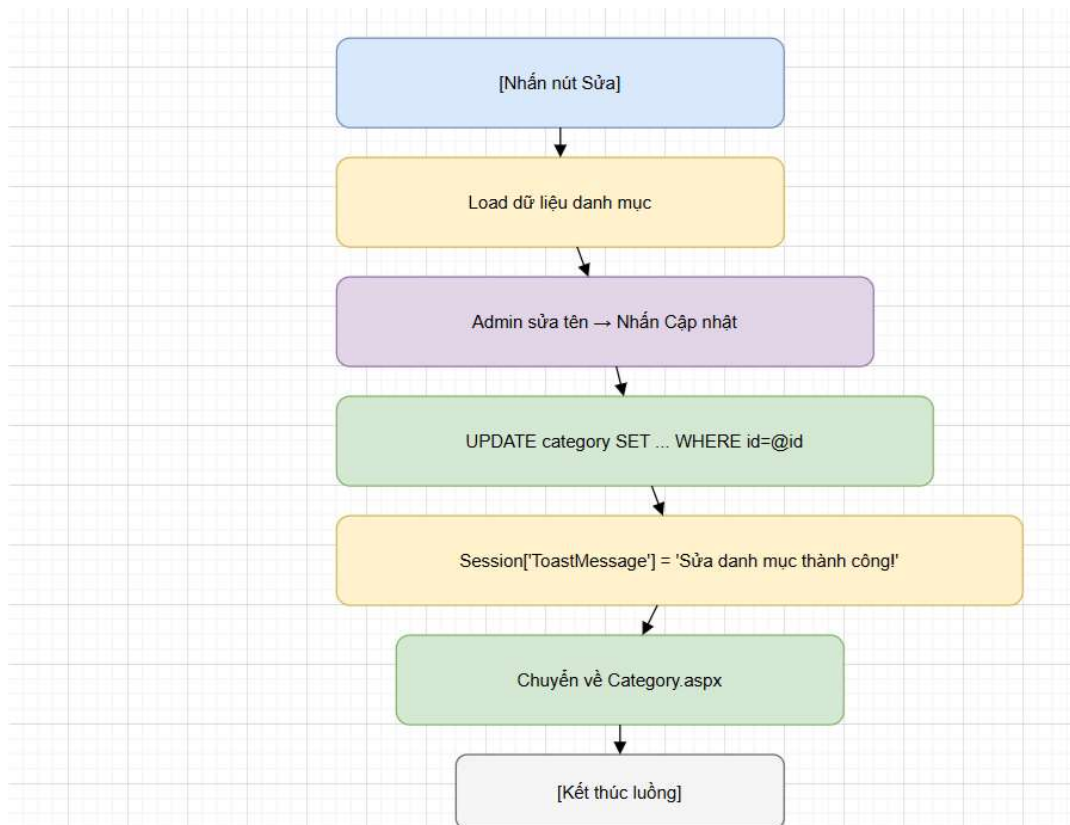 [Nhấn nút Sửa]
Load dữ liệu danh mục
Admin sửa tên → Nhấn Cập nhật
UPDATE category SET ... WHERE id=@id
Session['ToastMessage'] = 'Sửa danh mục thành công!'
Chuyển về Category.aspx
[Kết thúc luồng]